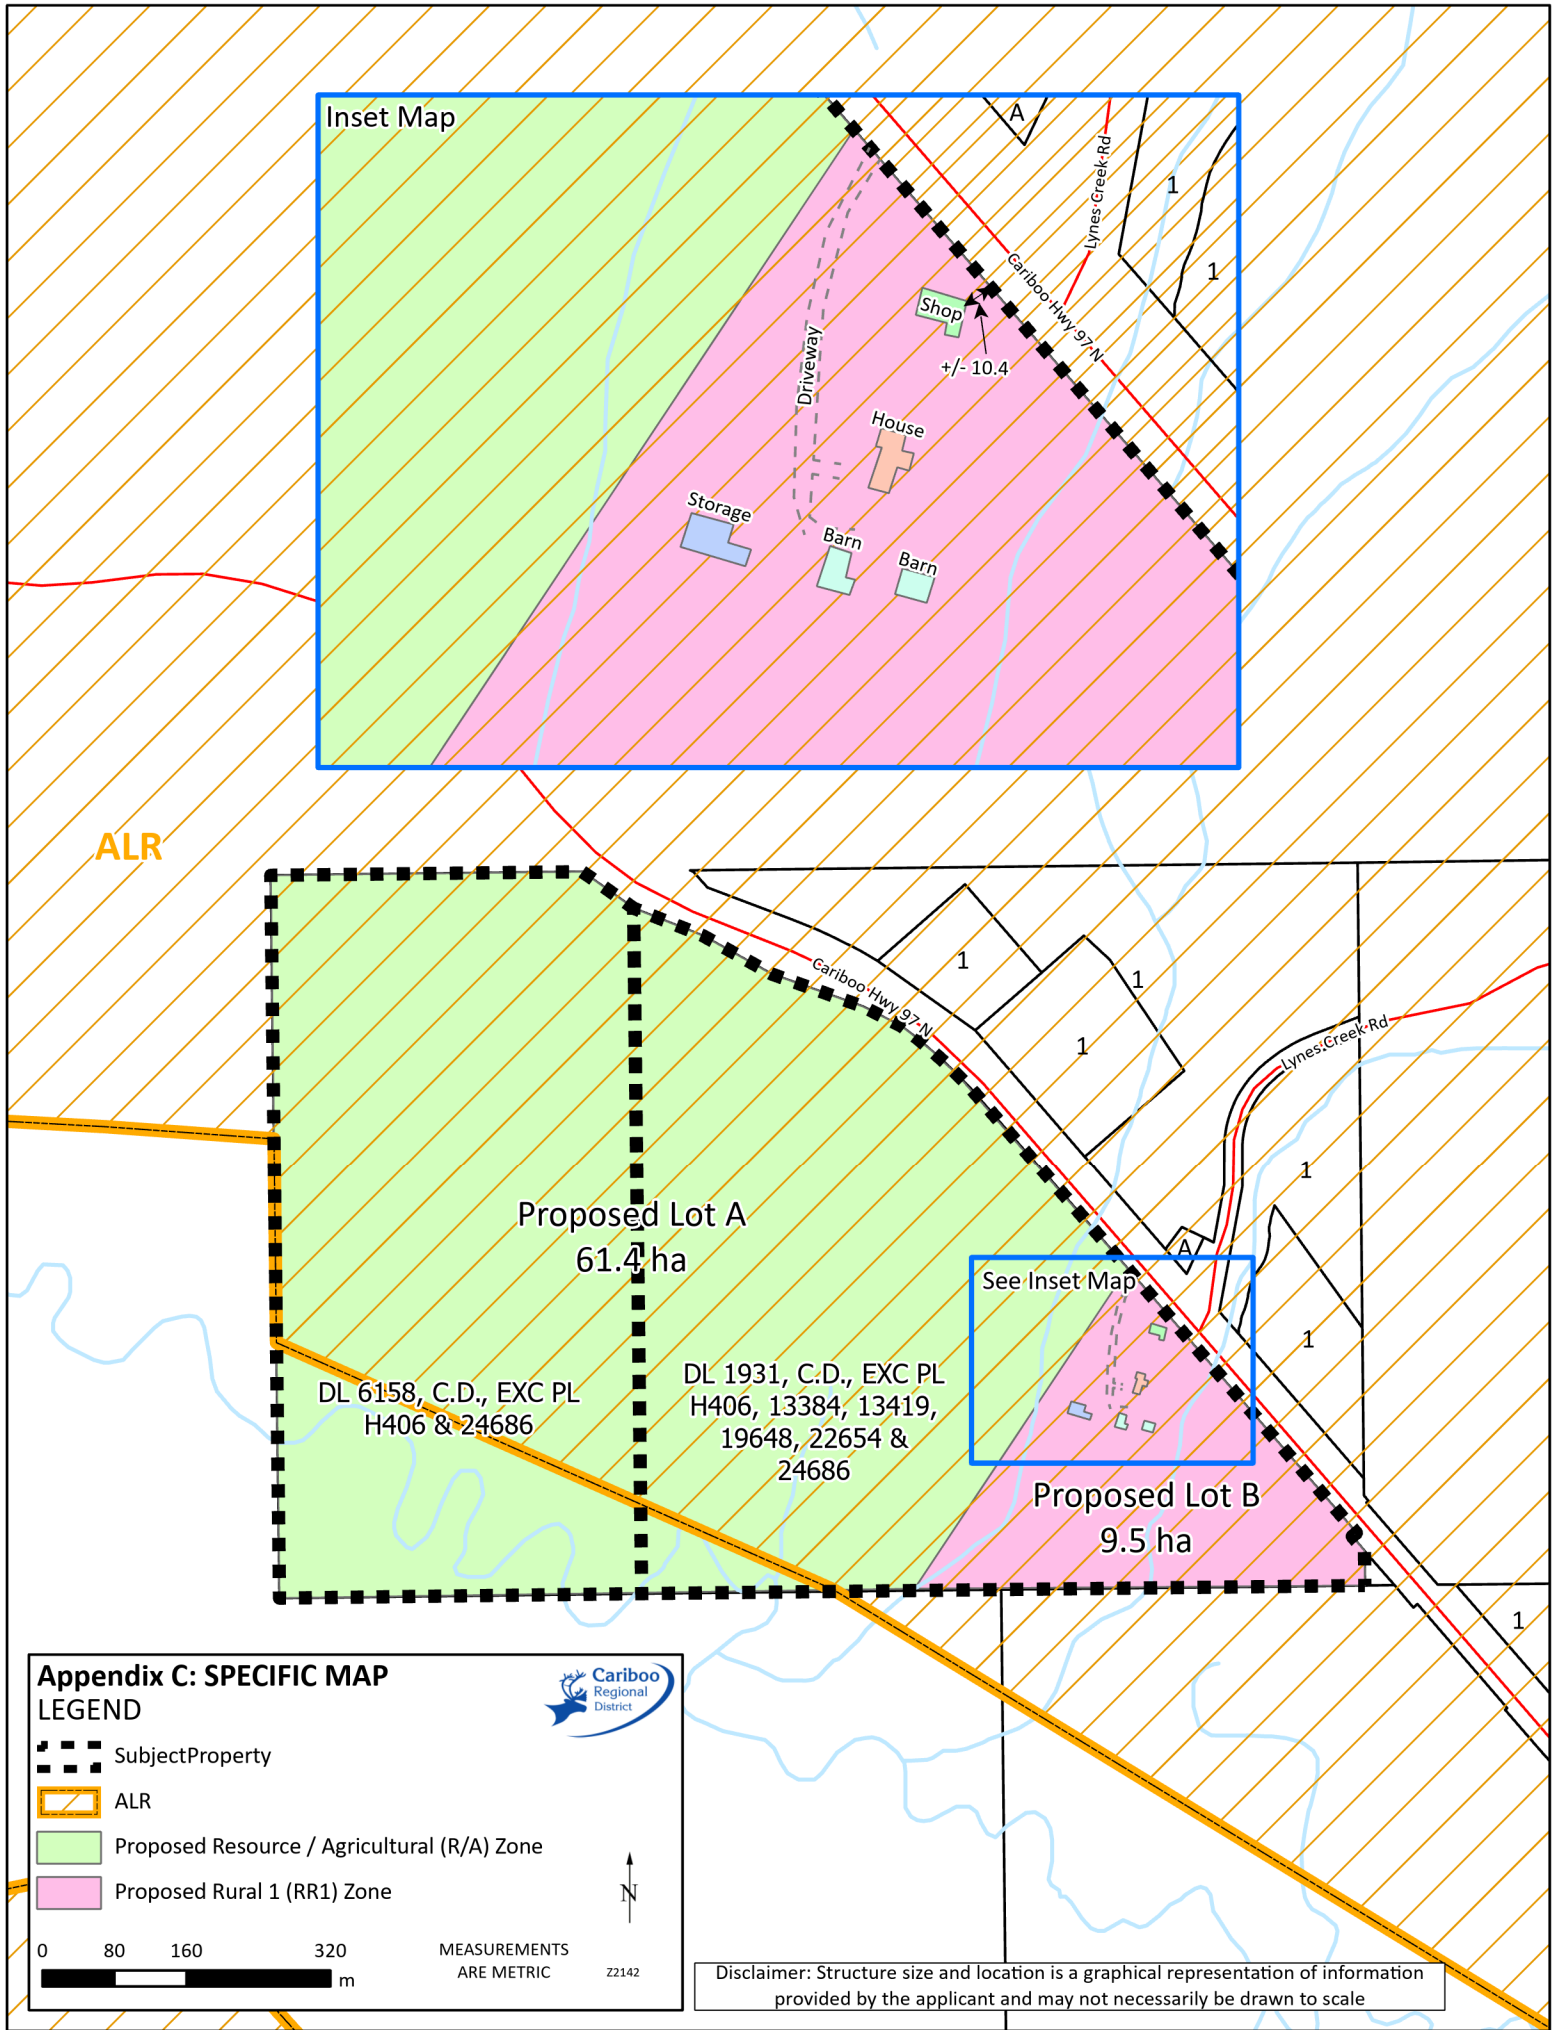 Inset Map
A
Lynes Creek Rd
1
1
Cariboo Hwy 97 N
Shop
+/- 10.4
Driveway
House
Storage
Barn
Barn
ALR
Cariboo Hwy 97 N
1
1
1
Lynes Creek Rd
1
Proposed Lot A
61.4 ha
A
See Inset Map
1
DL 6158, C.D., EXC PL
H406 & 24686
DL 1931, C.D., EXC PL
H406, 13384, 13419,
19648, 22654 &
24686
Proposed Lot B
9.5 ha
1
Appendix C: SPECIFIC MAP
LEGEND
Cariboo
Regional
District
SubjectProperty
ALR
Proposed Resource / Agricultural (R/A) Zone
Proposed Rural 1 (RR1) Zone
N
0 80 160 320
m
MEASUREMENTS
ARE METRIC
Z2142
Disclaimer: Structure size and location is a graphical representation of information
provided by the applicant and may not necessarily be drawn to scale